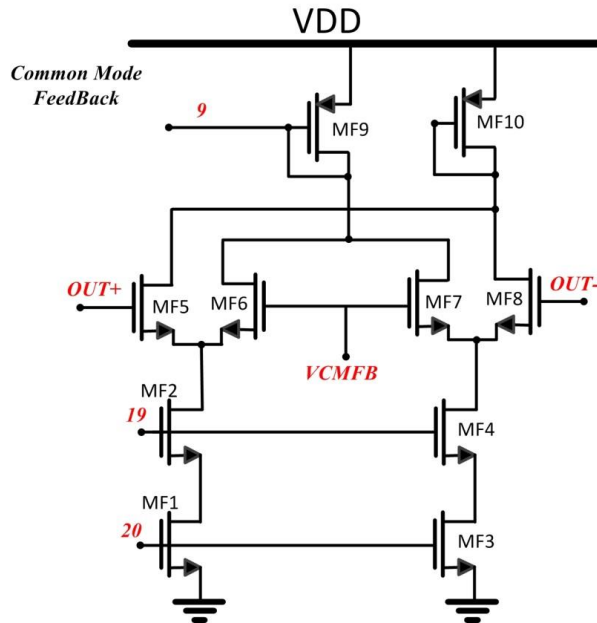 VDD
Common Mode
FeedBack
9
MF9
MF10
OUT+
MF5
MF6
MF7
MF8
OUT-
VCMFB
MF2
19
MF4
MF1
20
MF3